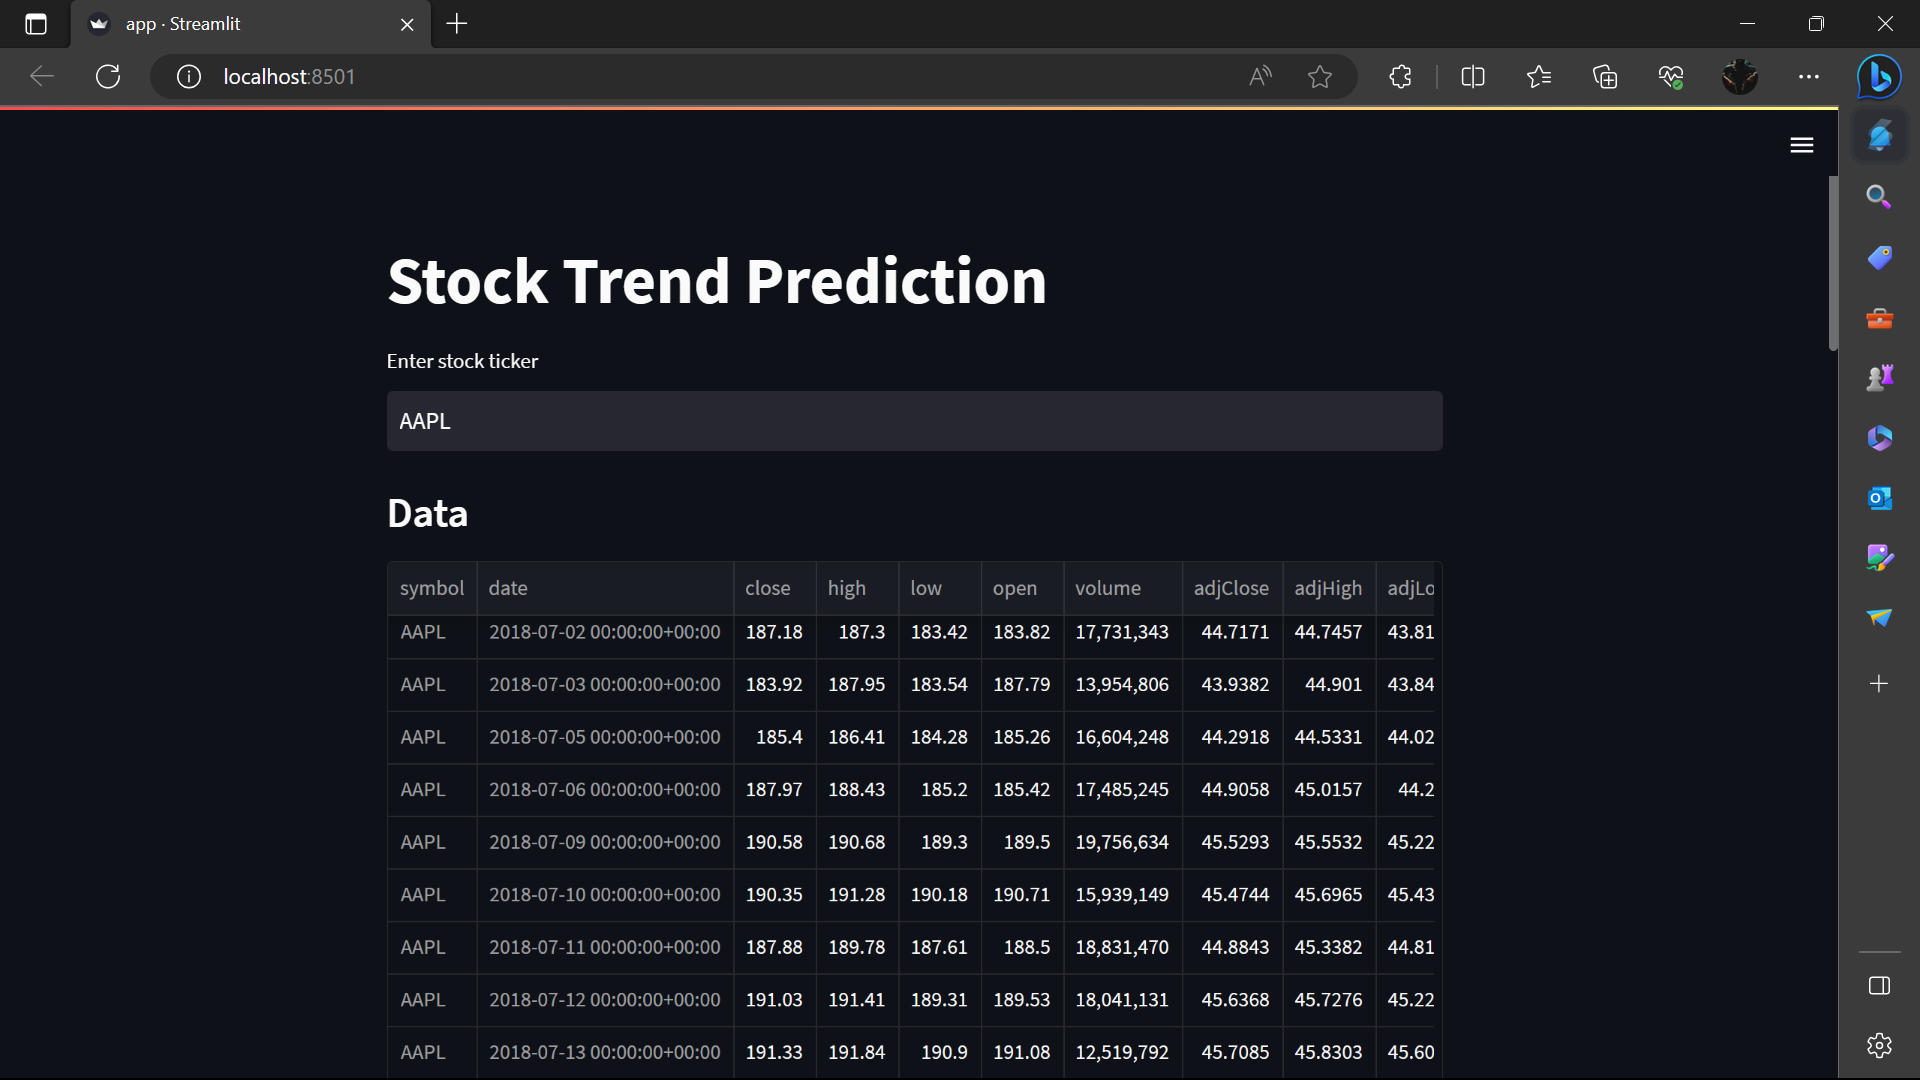 app · Streamlit
localhost:8501
Stock Trend Prediction
Enter stock ticker
AAPL
Data
symbol date close high low open volume adjClose adjHigh adjLo
AAPL 2018-07-02 00:00:00+00:00 187.18 187.3 183.42 183.82 17,731,343 44.7171 44.7457 43.81
AAPL 2018-07-03 00:00:00+00:00 183.92 187.95 183.54 187.79 13,954,806 43.9382 44.901 43.84
AAPL 2018-07-05 00:00:00+00:00 185.4 186.41 184.28 185.26 16,604,248 44.2918 44.5331 44.02
AAPL 2018-07-06 00:00:00+00:00 187.97 188.43 185.2 185.42 17,485,245 44.9058 45.0157 44.2
AAPL 2018-07-09 00:00:00+00:00 190.58 190.68 189.3 189.5 19,756,634 45.5293 45.5532 45.22
AAPL 2018-07-10 00:00:00+00:00 190.35 191.28 190.18 190.71 15,939,149 45.4744 45.6965 45.43
AAPL 2018-07-11 00:00:00+00:00 187.88 189.78 187.61 188.5 18,831,470 44.8843 45.3382 44.81
AAPL 2018-07-12 00:00:00+00:00 191.03 191.41 189.31 189.53 18,041,131 45.6368 45.7276 45.22
AAPL 2018-07-13 00:00:00+00:00 191.33 191.84 190.9 191.08 12,519,792 45.7085 45.8303 45.60